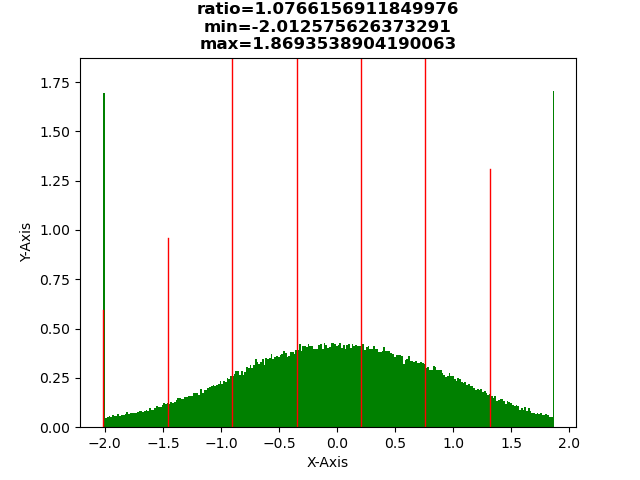 ratio=1.0766156911849976
min=-2.012575626373291
max=1.8693538904190063
1.75
1.50
1.25
1.00
0.75
0.50
0.25
0.00
Y-Axis
−2.0 −1.5 −1.0 −0.5 0.0 0.5 1.0 1.5 2.0
X-Axis